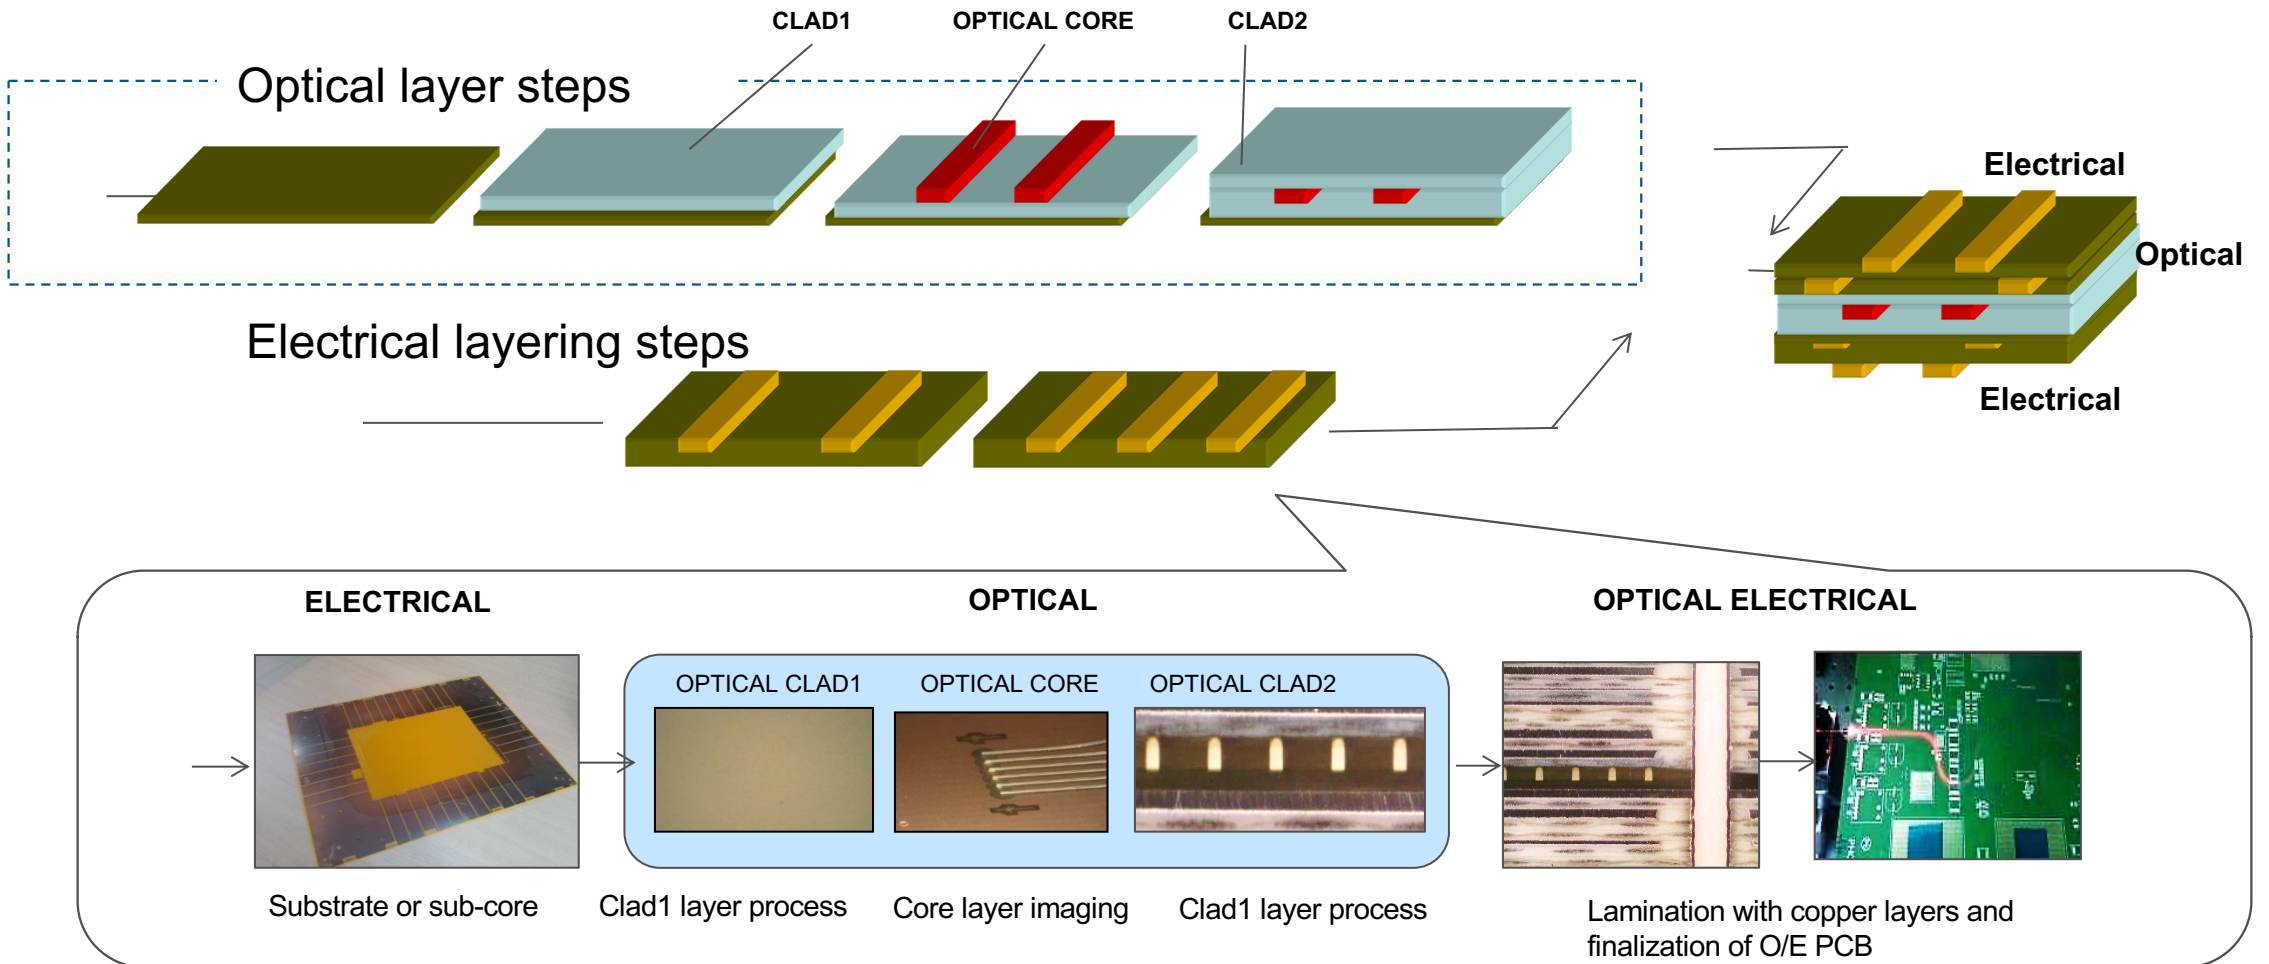 CLAD1
OPTICAL CORE
CLAD2
Optical layer steps
Electrical
Optical
Electrical layering steps
Electrical
ELECTRICAL
OPTICAL
OPTICAL ELECTRICAL
OPTICAL CLAD1
OPTICAL CORE
OPTICAL CLAD2
Substrate or sub-core
Clad1 layer process
Core layer imaging
Clad1 layer process
Lamination with copper layers and
finalization of O/E PCB